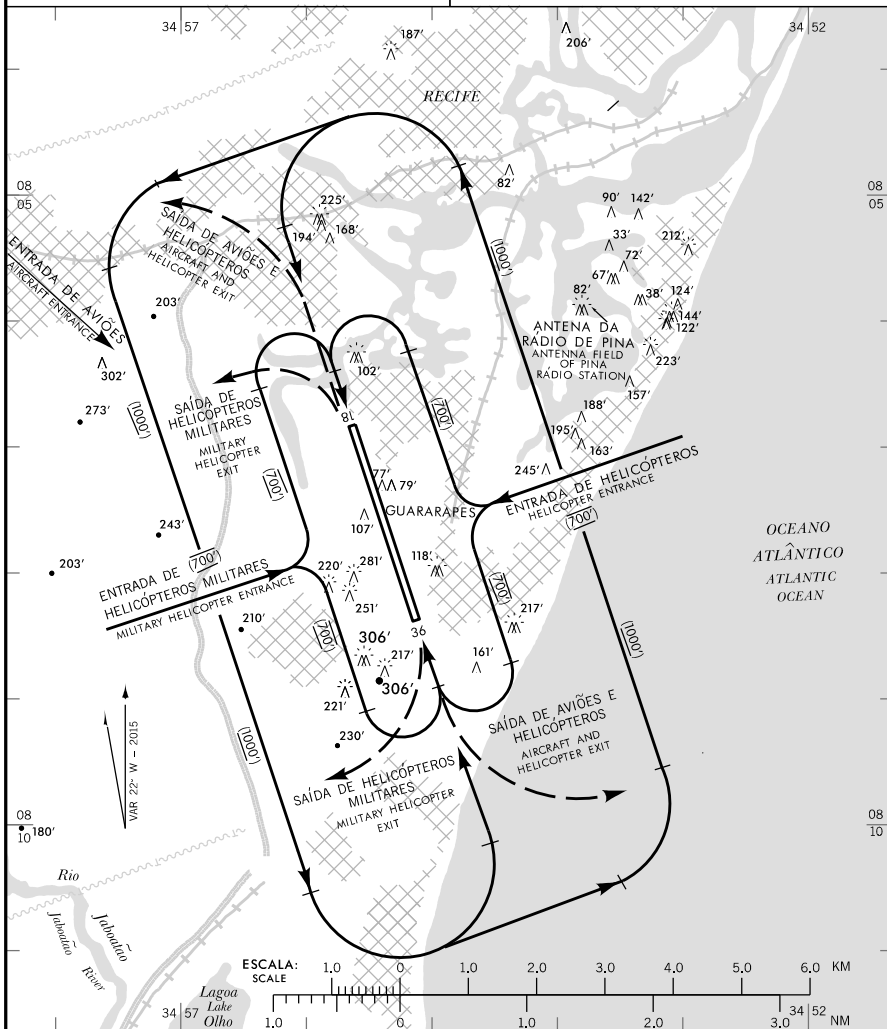 34 57
34 52
187'
206'
RECIFE
82'
08
05
08
05
225'
194'
168'
90'
142'
33'
212'
72'
67'
82'
38'
124'
144'
122'
223'
157'
SAÍDA DE AVIÕES E
HELICÓPTEROS
AIRCRAFT AND
HELICOPTER EXIT
ENTRADA DE AVIÕES
AIRCRAFT ENTRANCE
(1000')
203'
302'
273'
(1000')
ANTENA DA
RÁDIO DE PINA
ANTENNA FIELD
OF PINA
RÁDIO STATION
102'
(700')
18
SAÍDA DE
HELICÓPTEROS
MILITARES
MILITARY
HELICOPTER
EXIT
(700')
188'
195'
163'
245'
77'
79'
GUARARAPES
107'
ENTRADA DE HELICÓPTEROS
HELICOPTER ENTRANCE
(700')
OCEANO
ATLÂNTICO
ATLANTIC
OCEAN
243'
203'
ENTRADA DE (700')
HELICÓPTEROS MILITARES
MILITARY HELICOPTER ENTRANCE
220'
281'
251'
118'
(700')
217'
210'
(700')
36
(1000')
306'
217'
306'
161'
221'
230'
(1000')
SAÍDA DE AVIÕES E
HELICÓPTEROS
AIRCRAFT AND
HELICOPTER EXIT
SAÍDA DE HELICÓPTEROS
MILITARES
MILITARY HELICOPTER
EXIT
VAR 22º W - 2015
08
10
180'
08
10
Rio
Jaboatão
Jaboatão
River
Lagoa
Lake
Olho
ESCALA:
SCALE
1.0 0 1.0 2.0 3.0 4.0 5.0 6.0 KM
34 57
34 52
1.0 0 1.0 2.0 3.0 NM